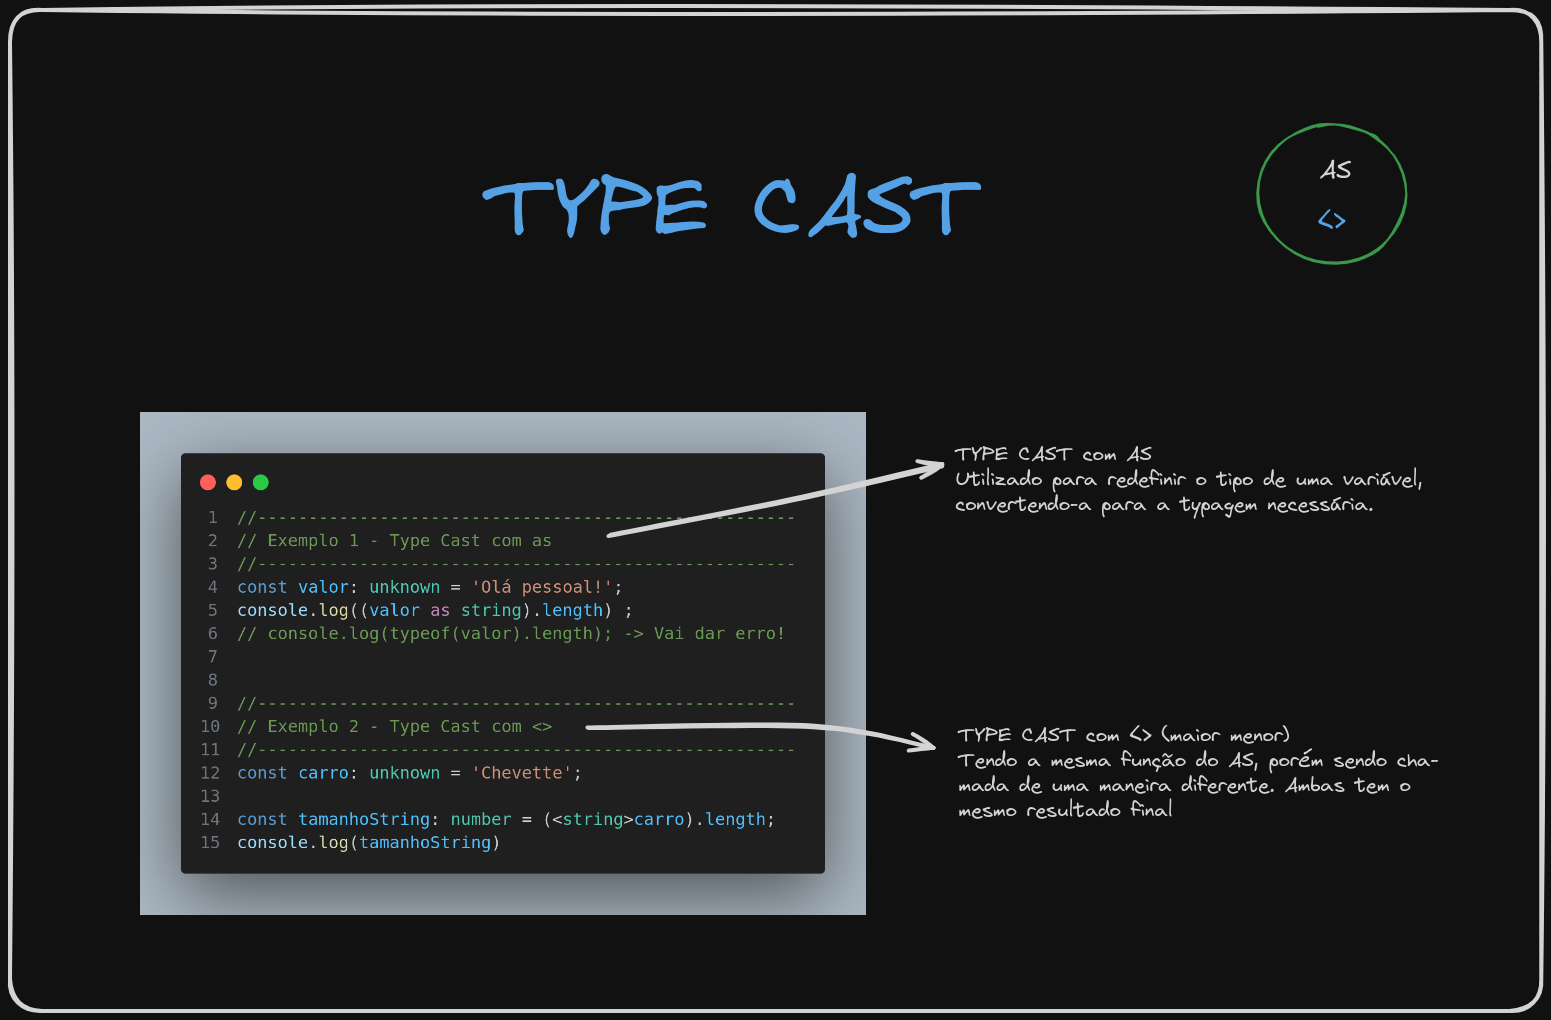 TYPE CAST
AS
<>
1 //-----------------------------------------------------
2 // Exemplo 1 - Type Cast com as
3 //-----------------------------------------------------
4 const valor: unknown = 'Olá pessoal!';
5 console.log((valor as string).length) ;
6 // console.log(typeof(valor).length); -> Vai dar erro!
7
8
9 //-----------------------------------------------------
10 // Exemplo 2 - Type Cast com <>
11 //-----------------------------------------------------
12 const carro: unknown = 'Chevette';
13
14 const tamanhoString: number = (<string>carro).length;
15 console.log(tamanhoString)
TYPE CAST com AS
Utilizado para redefinir o tipo de uma variável,
convertendo-a para a typagem necessária.
TYPE CAST com <> (maior menor)
Tendo a mesma função do AS, porém sendo cha-
mada de uma maneira diferente. Ambas tem o
mesmo resultado final